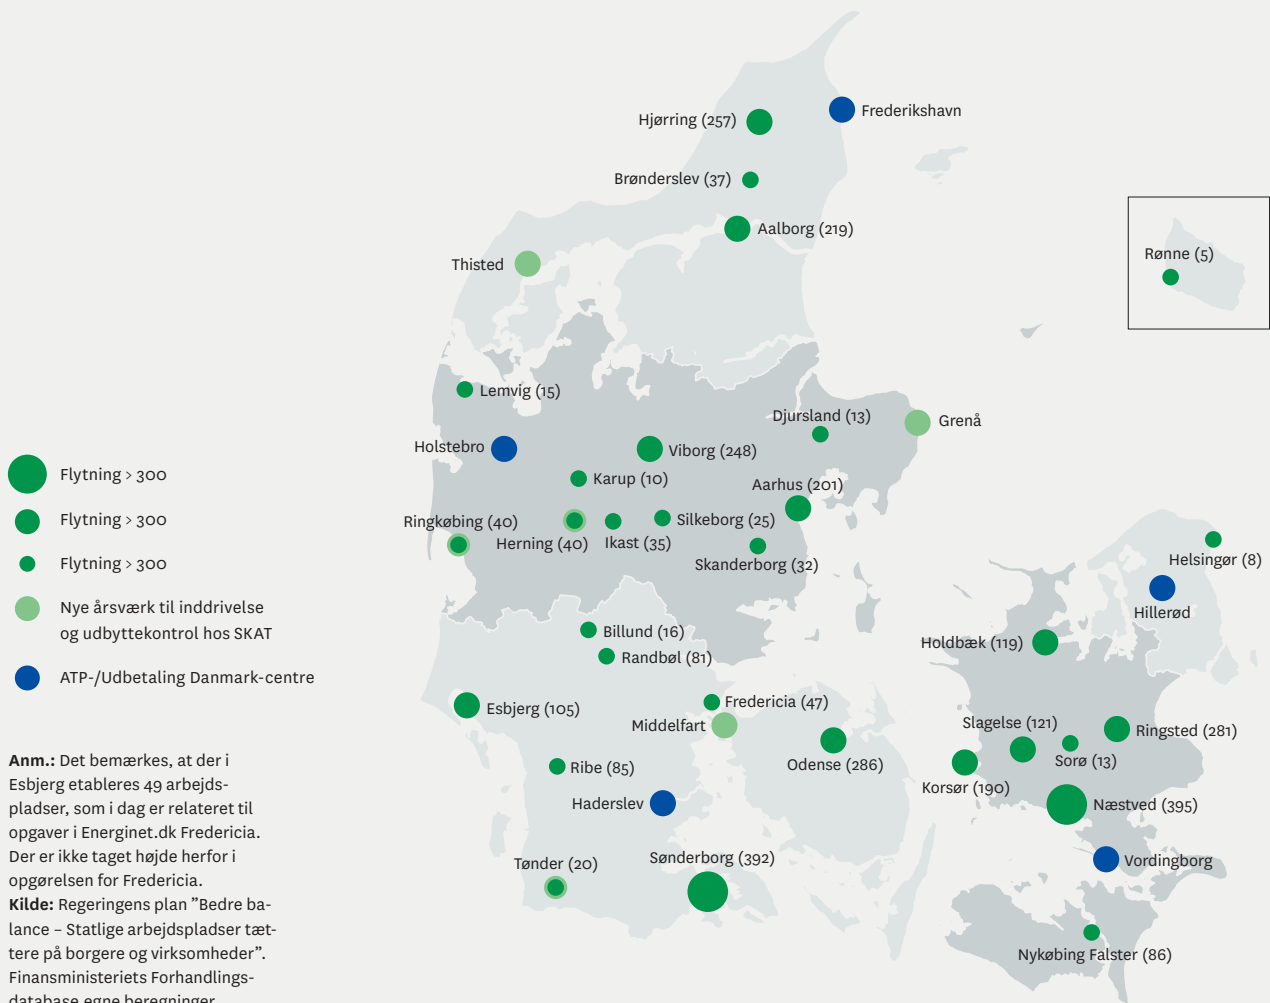 Hjørring (257)
Frederikshavn
Brønderslev (37)
Aalborg (219)
Thisted
Rønne (5)
Lemvig (15)
Djursland (13)
Grenå
Holstebro
Viborg (248)
Karup (10)
Aarhus (201)
Ringkøbing (40)
Herning (40)
Ikast (35)
Silkeborg (25)
Skanderborg (32)
Helsingør (8)
Hillerød
Billund (16)
Randbøl (81)
Holdbæk (119)
Esbjerg (105)
Fredericia (47)
Middelfart
Odense (286)
Slagelse (121)
Ringsted (281)
Sorø (13)
Korsør (190)
Ribe (85)
Haderslev
Næstved (395)
Tønder (20)
Sønderborg (392)
Vordingborg
Nykøbing Falster (86)
Flytning > 300
Flytning > 300
Flytning > 300
Nye årsværk til inddrivelse
og udbyttekontrol hos SKAT
ATP-/Udbetaling Danmark-centre
Anm.: Det bemærkes, at der i
Esbjerg etableres 49 arbejds-
pladser, som i dag er relateret til
opgaver i Energinet.dk Fredericia.
Der er ikke taget højde herfor i
opgørelsen for Fredericia.
Kilde: Regeringens plan ”Bedre ba-
lance – Statlige arbejdspladser tæt-
tere på borgere og virksomheder”.
Finansministeriets Forhandlings-
database egne beregninger